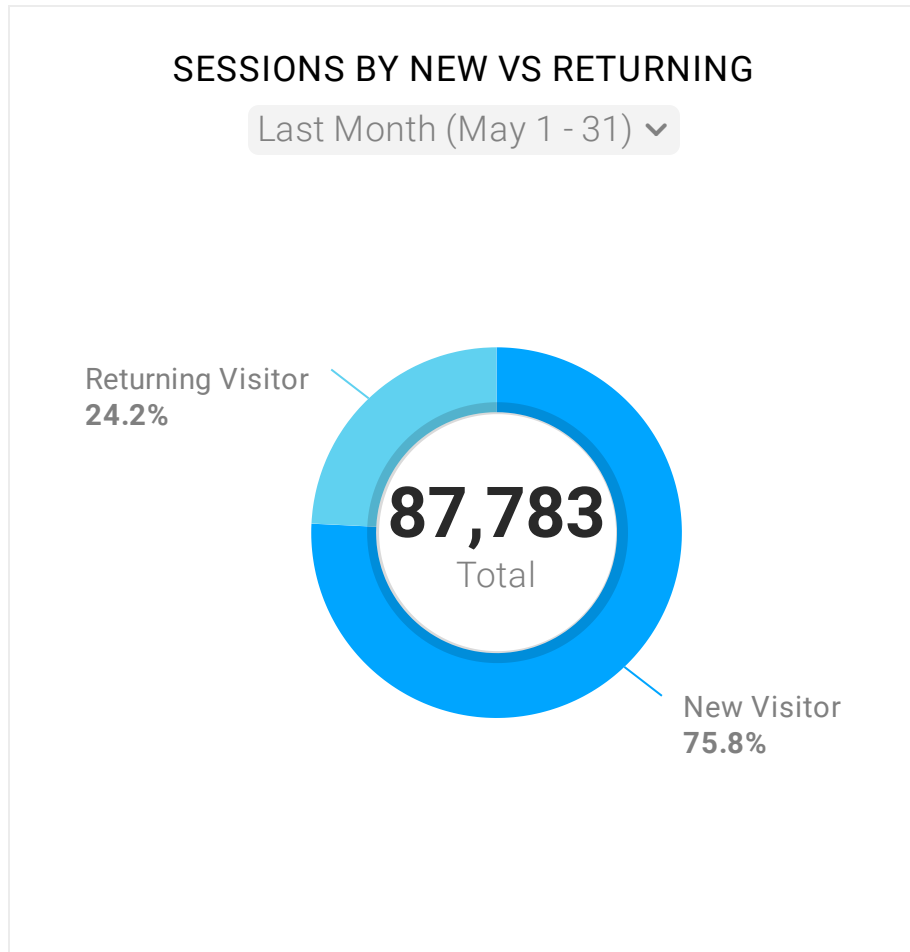 SESSIONS BY NEW VS RETURNING
Last Month (May 1 - 31)
Returning Visitor
24.2%
87,783
Total
New Visitor
75.8%